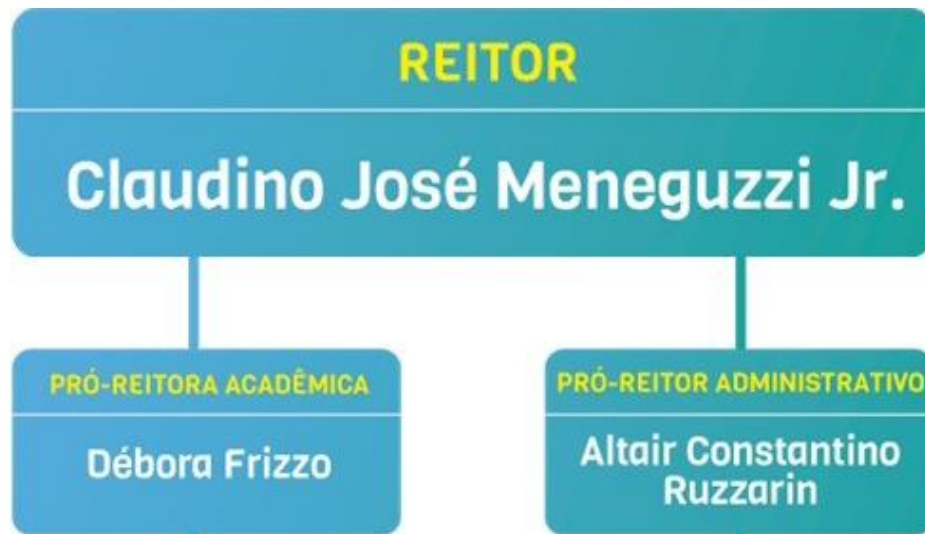 REITOR
Claudino José Meneguzzi Jr.
PRÓ-REITORA ACADÊMICA
Débora Frizzo
PRÓ-REITOR ADMINISTRATIVO
Altair Constantino
Ruzzarin